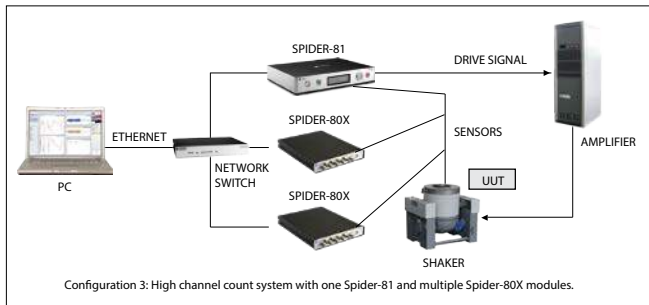 SPIDER-81
DRIVE SIGNAL
ETHERNET
SPIDER-80X
SENSORS
AMPLIFIER
NETWORK
SWITCH
PC
SPIDER-80X
UUT
SHAKER
Configuration 3: High channel count system with one Spider-81 and multiple Spider-80X modules.